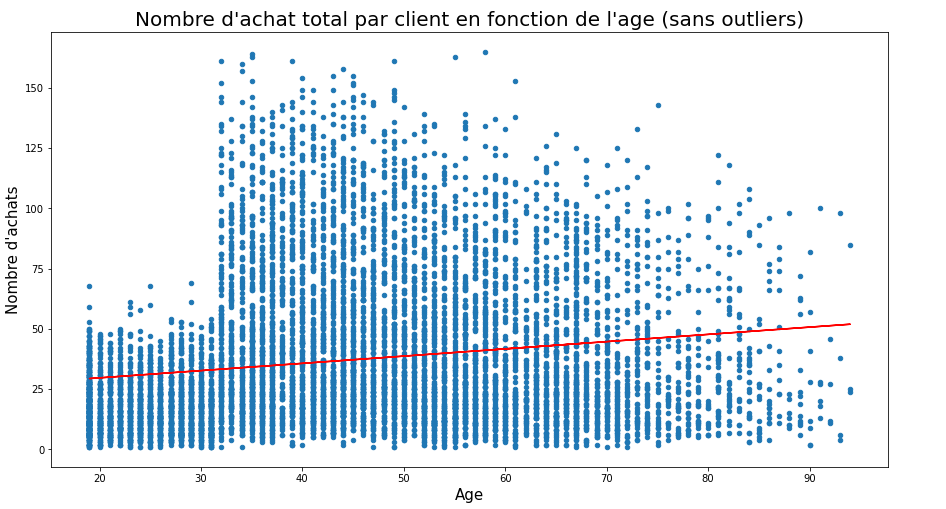 Nombre d'achat total par client en fonction de l'age (sans outliers)
150
125
100
75
50
25
0
Nombre d'achats
20 30 40 50 60 70 80 90
Age